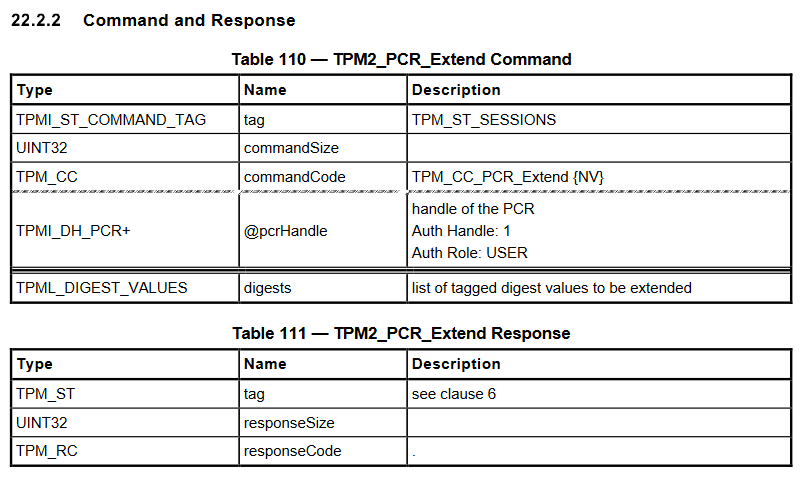 22.2.2 Command and Response
Table 110 — TPM2_PCR_Extend Command
Type Name Description
TPMI_ST_COMMAND_TAG tag TPM_ST_SESSIONS
UINT32 commandSize
TPM_CC commandCode TPM_CC_PCR_Extend {NV}
TPMI_DH_PCR+ @pcrHandle handle of the PCR
Auth Handle: 1
Auth Role: USER
TPML_DIGEST_VALUES digests list of tagged digest values to be extended
Table 111 — TPM2_PCR_Extend Response
Type Name Description
TPM_ST tag see clause 6
UINT32 responseSize
TPM_RC responseCode .